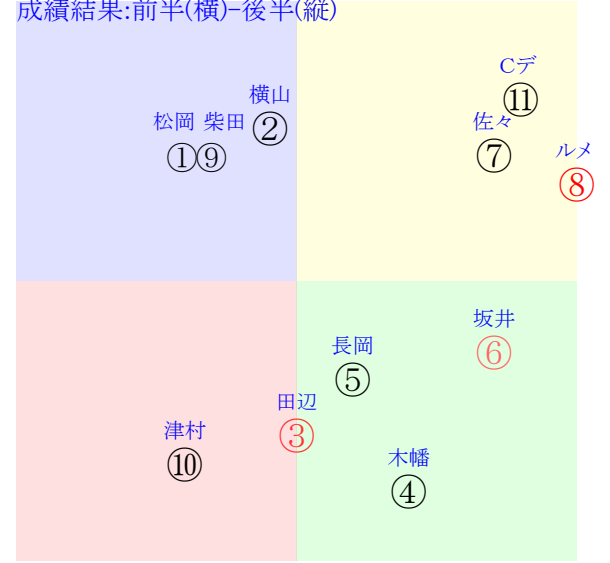 成績結果:前半(横)-後半(縦)
Cデ
⑪
横山
②
松岡 柴田
①⑨
佐々
⑦
ルメ
⑧
坂井
⑥
長岡
⑤
田辺
③
津村
⑩
木幡
④